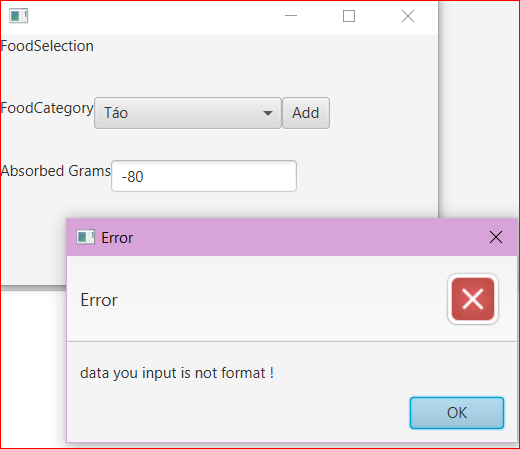 FoodSelection
FoodCategory Táo Add
Absorbed Grams -80
Error
Error
data you input is not format !
OK